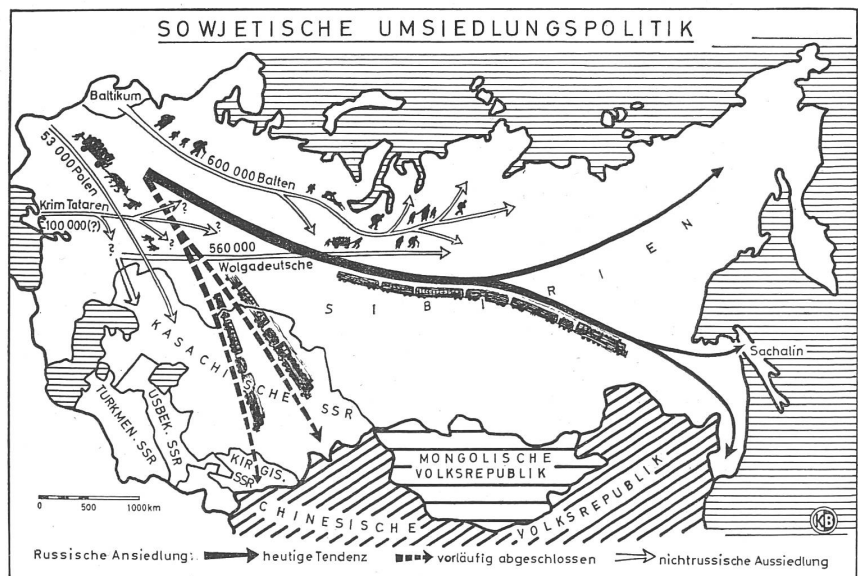 SOWJETISCHE UMSIEDLUNGSPOLITIK
Baltikum
53 000 Polen
600 000 Balten
Krim Tataren
100 000(?)
?
?
?
?
560 000
Wolgadeutsche
SIBIRIEN
KASACHISCHE SSR
Sachalin
TURKMEN. SSR
USBEK. SSR
KIRGIS.
SSR
MONGOLISCHE
VOLKSREPUBLIK
CHINESISCHE VOLKSREPUBLIK
0 500 1000km
KB
Russische Ansiedlung: heutige Tendenz vorläufig abgeschlossen nichtrussische Aussiedlung